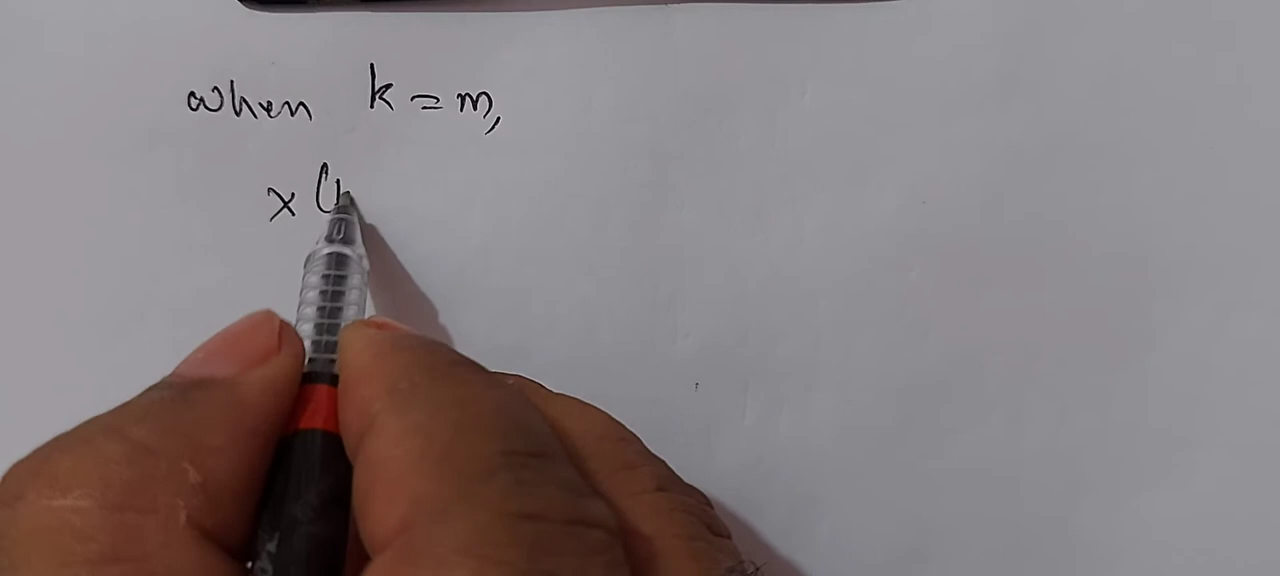 when k = m,
x (